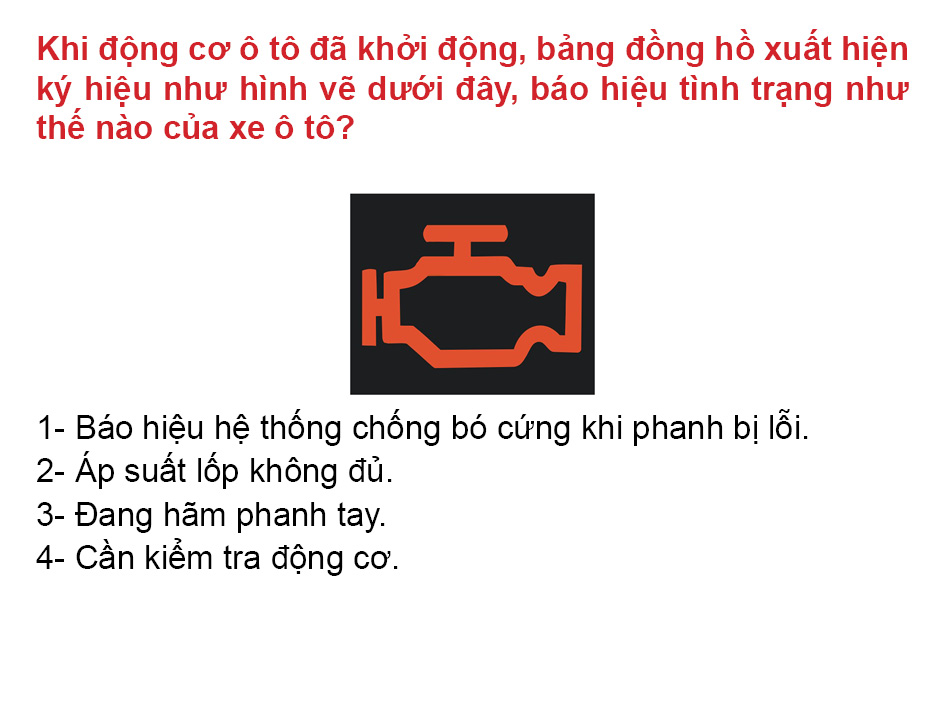 Khi động cơ ô tô đã khởi động, bảng đồng hồ xuất hiện
ký hiệu như hình vẽ dưới đây, báo hiệu tình trạng như
thế nào của xe ô tô?
1- Báo hiệu hệ thống chống bó cứng khi phanh bị lỗi.
2- Áp suất lốp không đủ.
3- Đang hãm phanh tay.
4- Cần kiểm tra động cơ.